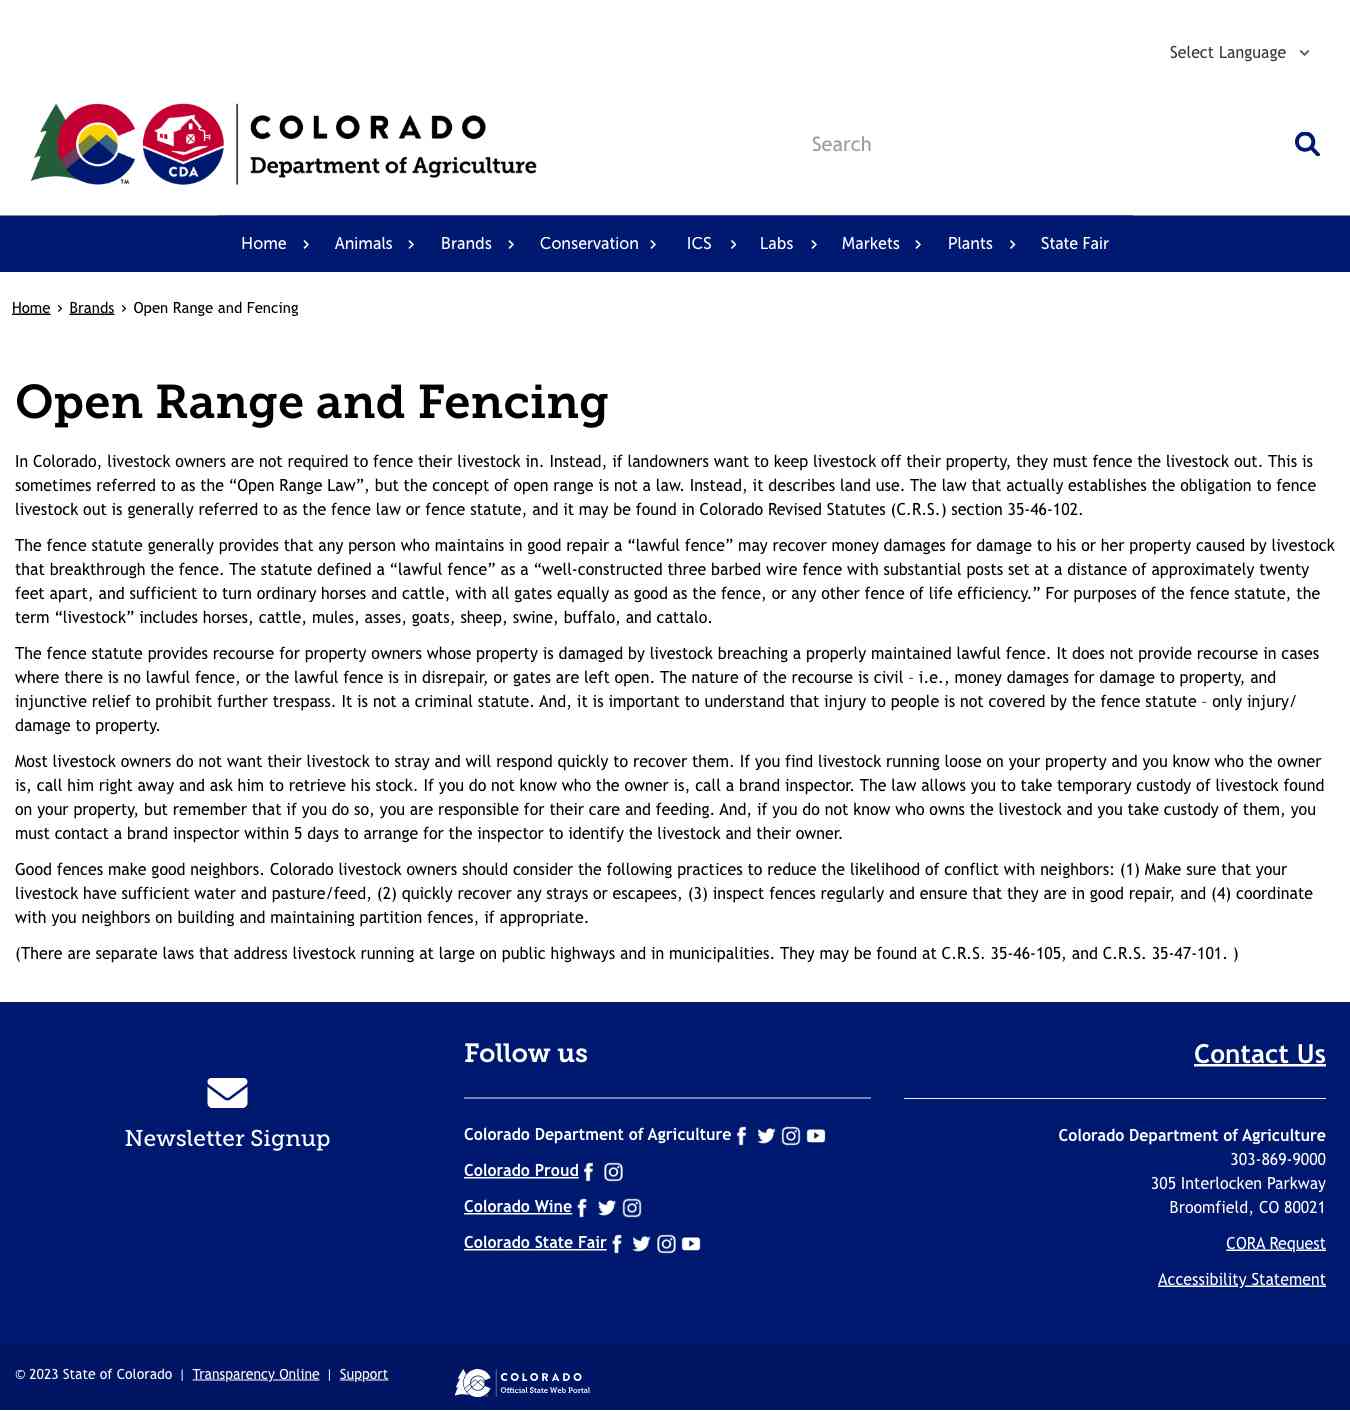 Select Language
CDA
TM
COLORADO
Department of Agriculture
Search
Home Animals Brands Conservation ICS Labs Markets Plants State Fair
Home › Brands › Open Range and Fencing
Open Range and Fencing
In Colorado, livestock owners are not required to fence their livestock in. Instead, if landowners want to keep livestock off their property, they must fence the livestock out. This is
sometimes referred to as the “Open Range Law”, but the concept of open range is not a law. Instead, it describes land use. The law that actually establishes the obligation to fence
livestock out is generally referred to as the fence law or fence statute, and it may be found in Colorado Revised Statutes (C.R.S.) section 35-46-102.
The fence statute generally provides that any person who maintains in good repair a “lawful fence” may recover money damages for damage to his or her property caused by livestock
that breakthrough the fence. The statute defined a “lawful fence” as a “well-constructed three barbed wire fence with substantial posts set at a distance of approximately twenty
feet apart, and sufficient to turn ordinary horses and cattle, with all gates equally as good as the fence, or any other fence of life efficiency.” For purposes of the fence statute, the
term “livestock” includes horses, cattle, mules, asses, goats, sheep, swine, buffalo, and cattalo.
The fence statute provides recourse for property owners whose property is damaged by livestock breaching a properly maintained lawful fence. It does not provide recourse in cases
where there is no lawful fence, or the lawful fence is in disrepair, or gates are left open. The nature of the recourse is civil – i.e., money damages for damage to property, and
injunctive relief to prohibit further trespass. It is not a criminal statute. And, it is important to understand that injury to people is not covered by the fence statute – only injury/
damage to property.
Most livestock owners do not want their livestock to stray and will respond quickly to recover them. If you find livestock running loose on your property and you know who the owner
is, call him right away and ask him to retrieve his stock. If you do not know who the owner is, call a brand inspector. The law allows you to take temporary custody of livestock found
on your property, but remember that if you do so, you are responsible for their care and feeding. And, if you do not know who owns the livestock and you take custody of them, you
must contact a brand inspector within 5 days to arrange for the inspector to identify the livestock and their owner.
Good fences make good neighbors. Colorado livestock owners should consider the following practices to reduce the likelihood of conflict with neighbors: (1) Make sure that your
livestock have sufficient water and pasture/feed, (2) quickly recover any strays or escapees, (3) inspect fences regularly and ensure that they are in good repair, and (4) coordinate
with you neighbors on building and maintaining partition fences, if appropriate.
(There are separate laws that address livestock running at large on public highways and in municipalities. They may be found at C.R.S. 35-46-105, and C.R.S. 35-47-101. )
Newsletter Signup
Follow us
Colorado Department of Agriculture
Colorado Proud
Colorado Wine
Colorado State Fair
Contact Us
Colorado Department of Agriculture
303-869-9000
305 Interlocken Parkway
Broomfield, CO 80021
CORA Request
Accessibility Statement
© 2023 State of Colorado | Transparency Online | Support
COLORADO
Official State Web Portal